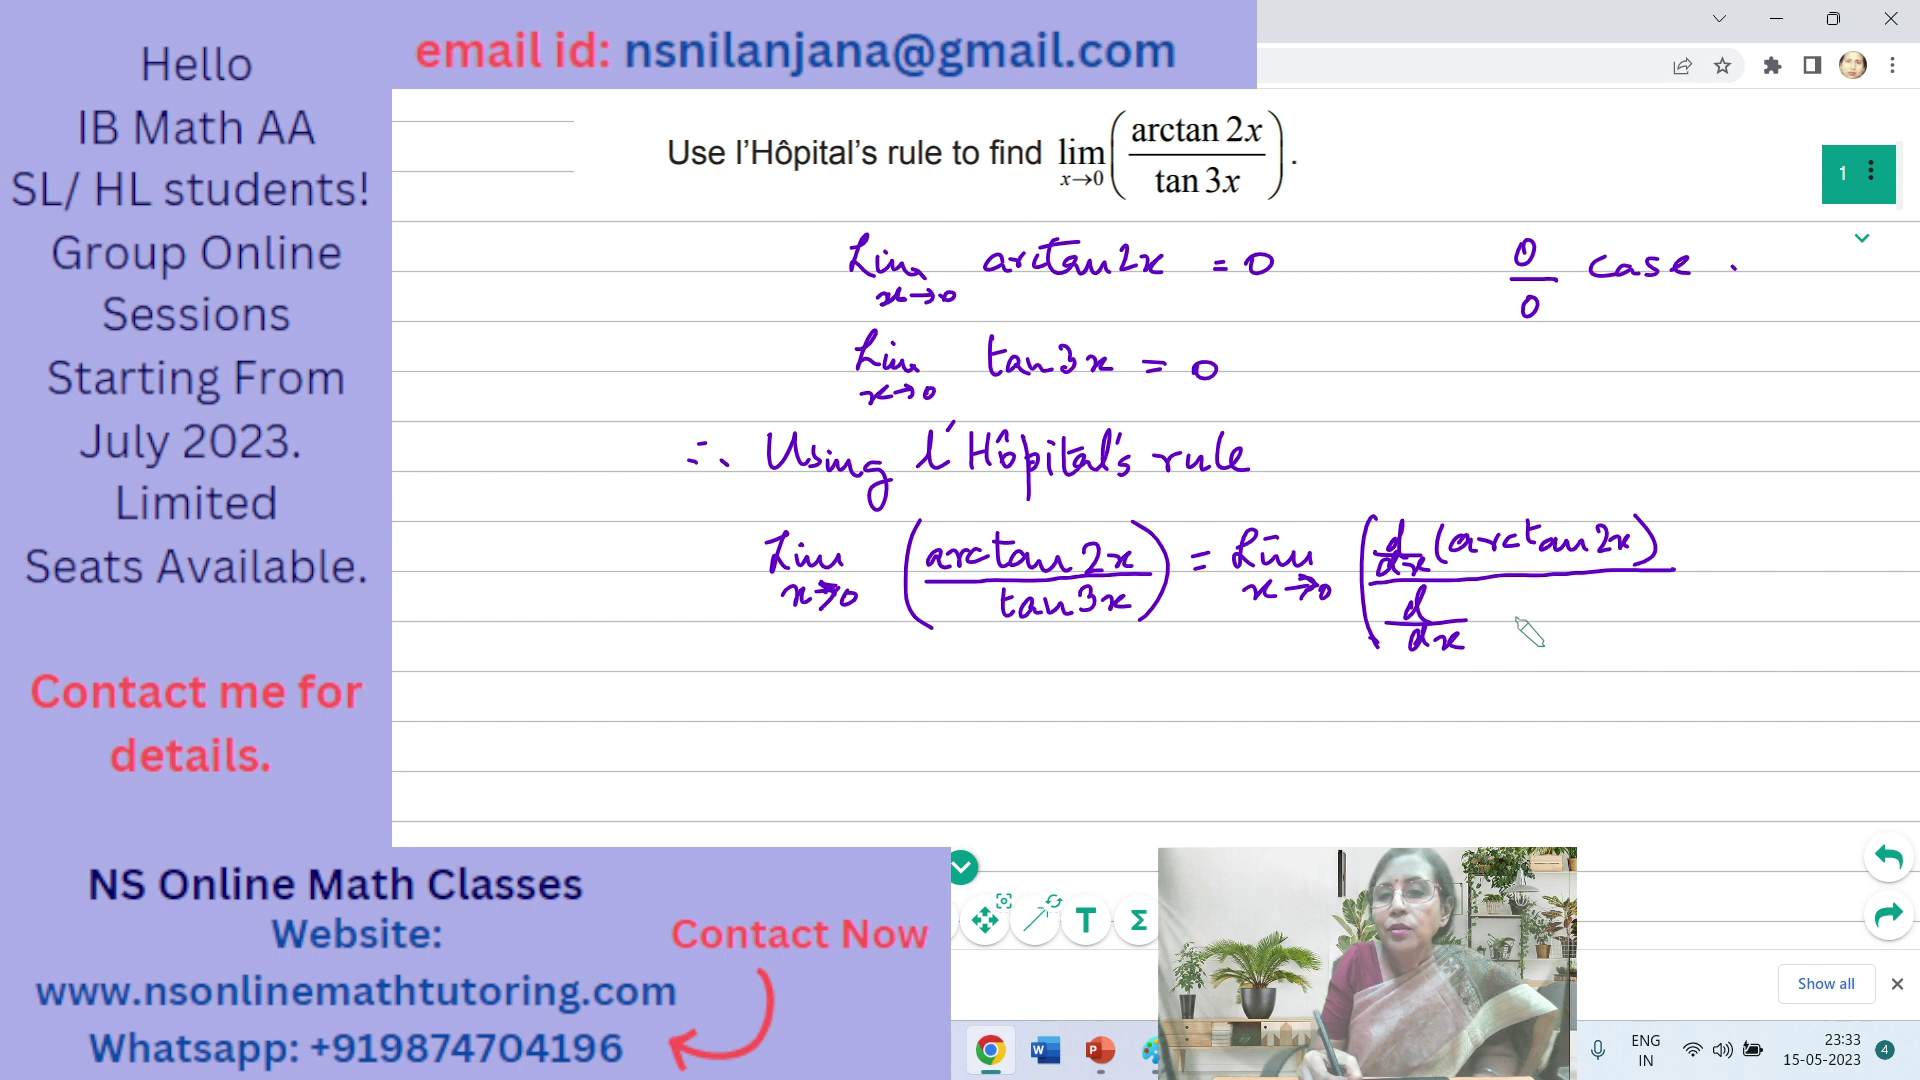 Hello
IB Math AA
SL/ HL students!
Group Online
Sessions
Starting From
July 2023.
Limited
Seats Available.
Contact me for
details.
email id: nsnilanjana@gmail.com
Use l’Hôpital’s rule to find lim x→0 (arctan 2x / tan 3x).
1
Lim x→0 arctan2x = 0
0/0 case .
Lim x→0 tan3x = 0
∴ Using l'Hôpital's rule
Lim x→0 (arctan 2x / tan3x) = Lim x→0 (d/dx (arctan2x) / d/dx
NS Online Math Classes
Website:
www.nsonlinemathtutoring.com
Whatsapp: +919874704196
Contact Now
T Σ
Show all
W
P
ENG
IN
23:33
15-05-2023
4